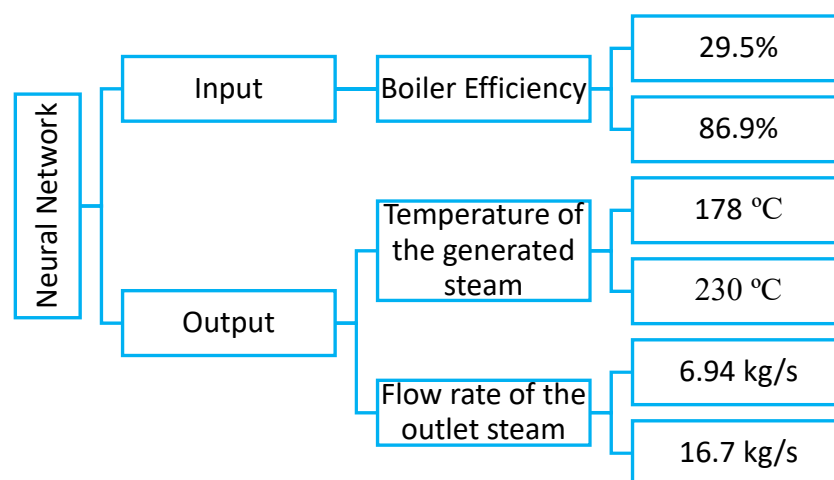 Neural Network
Input
Boiler Efficiency
29.5%
86.9%
Output
Temperature of
the generated
steam
178 ºC
230 ºC
Flow rate of the
outlet steam
6.94 kg/s
16.7 kg/s